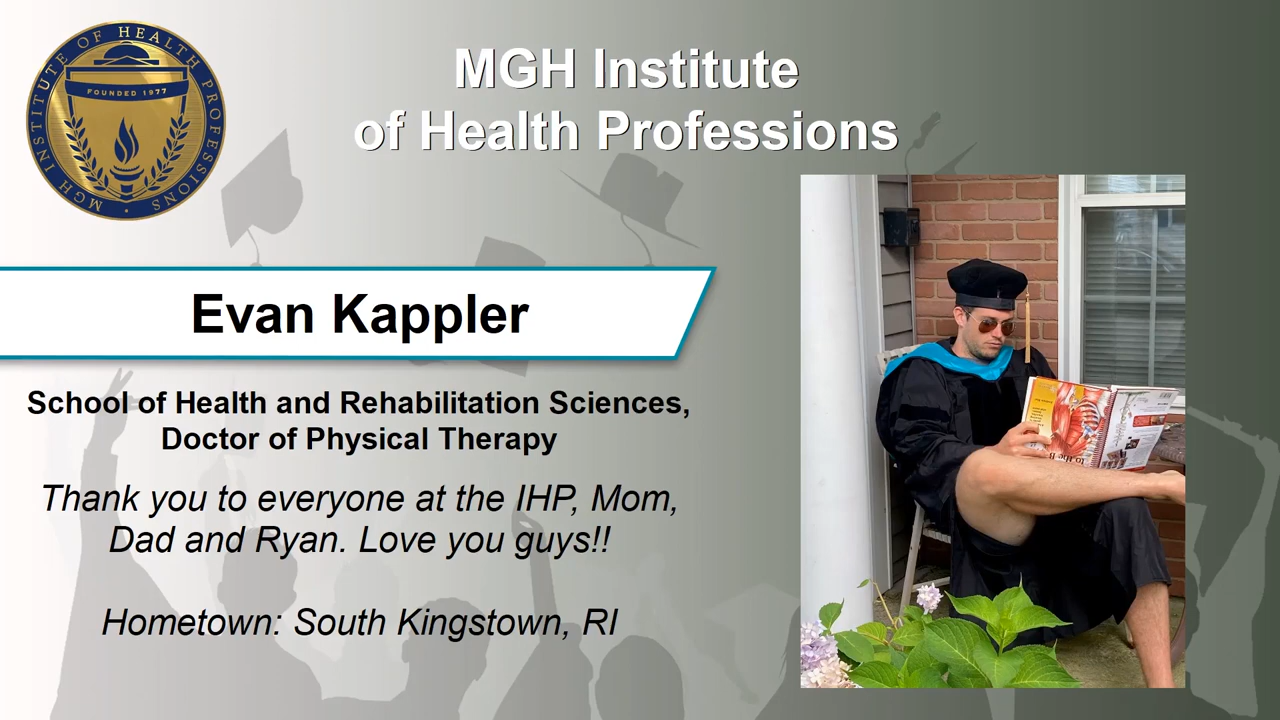 MGH INSTITUTE OF HEALTH PROFESSIONS
FOUNDED 1977
MGH Institute
of Health Professions
Evan Kappler
School of Health and Rehabilitation Sciences,
Doctor of Physical Therapy
Thank you to everyone at the IHP, Mom,
Dad and Ryan. Love you guys!!
Hometown: South Kingstown, RI
to the B